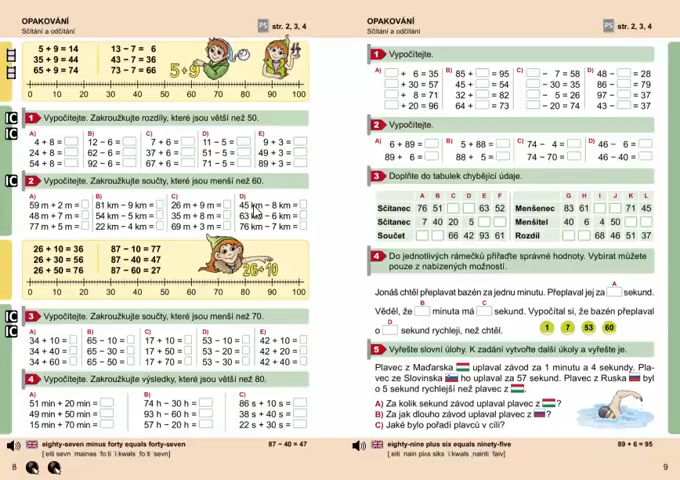 OPAKOVÁNÍ
Sčítání a odčítání
PS str. 2, 3, 4
5 + 9 = 14 13 − 7 = 6
35 + 9 = 44 43 − 7 = 36
65 + 9 = 74 73 − 7 = 66
5+9
0 10 20 30 40 50 60 70 80 90 100
1 Vypočítejte. Zakroužkujte rozdíly, které jsou větší než 50.
A) B) C) D) E)
4 + 8 = 12 − 6 = 7 + 6 = 11 − 5 = 9 + 3 =
24 + 8 = 62 − 6 = 37 + 6 = 51 − 5 = 49 + 3 =
54 + 8 = 92 − 6 = 67 + 6 = 71 − 5 = 89 + 3 =
2 Vypočítejte. Zakroužkujte součty, které jsou menší než 60.
A) B) C) D)
59 m + 2 m = 81 km − 9 km = 26 m + 9 m = 45 km − 8 km =
48 m + 7 m = 54 km − 5 km = 35 m + 8 m = 63 km − 6 km =
77 m + 5 m = 22 km − 4 km = 69 m + 3 m = 76 km − 7 km =
26 + 10 = 36 87 − 10 = 77
26 + 30 = 56 87 − 40 = 47
26 + 50 = 76 87 − 60 = 27
26+10
0 10 20 30 40 50 60 70 80 90 100
3 Vypočítejte. Zakroužkujte součty, které jsou menší než 70.
A) B) C) D) E)
34 + 10 = 65 − 10 = 17 + 10 = 53 − 10 = 42 + 10 =
34 + 40 = 65 − 30 = 17 + 50 = 53 − 20 = 42 + 20 =
34 + 60 = 65 − 50 = 17 + 70 = 53 − 30 = 42 + 40 =
4 Vypočítejte. Zakroužkujte výsledky, které jsou větší než 80.
A) B) C)
51 min + 20 min = 74 h − 30 h = 86 s + 10 s =
49 min + 50 min = 93 h − 60 h = 38 s + 40 s =
15 min + 70 min = 57 h − 20 h = 22 s + 30 s =
eighty-seven minus forty equals forty-seven 87 − 40 = 47
8
OPAKOVÁNÍ
Sčítání a odčítání
PS str. 2, 3, 4
1 Vypočítejte.
A) B) C) D)
+ 6 = 35 85 + = 95 − 7 = 58 48 − = 28
+ 30 = 57 45 + = 54 − 30 = 35 86 − = 79
+ 8 = 71 32 + = 82 − 5 = 26 97 − = 37
+ 20 = 96 64 + = 73 − 20 = 74 43 − = 37
2 Vypočítejte.
A) B) C) D)
6 + 89 = 5 + 88 = 74 − 4 = 46 − 6 =
89 + 6 = 88 + 5 = 74 − 70 = 46 − 40 =
3 Doplňte do tabulek chybějící údaje.
A B C D E F G H I J K L
Sčítanec 76 51 63 52 Menšenec 83 61 71 45
Sčítanec 7 40 20 5 Menšitel 40 6 4 50
Součet 66 42 93 61 Rozdíl 68 46 51 37
4 Do jednotlivých rámečků přiřaďte správné hodnoty. Vybírat můžete
pouze z nabízených možností.
Jonáš chtěl přeplavat bazén za jednu minutu. Přeplaval jej za A sekund.
Věděl, že B minuta má C sekund. Vypočítal si, že bazén přeplaval
o D sekund rychleji, než chtěl. 1 7 53 60
5 Vyřešte slovní úlohy. K zadání vytvořte další úkoly a vyřešte je.
Plavec z Maďarska uplaval závod za 1 minutu a 4 sekundy. Pla-
vec ze Slovinska ho uplaval za 57 sekund. Plavec z Ruska byl
o 5 sekund rychlejší než plavec z .
A) Za kolik sekund závod uplaval plavec z ?
B) Za jak dlouho závod uplaval plavec z ?
C) Jaké bylo pořadí plavců v cíli?
eighty-nine plus six equals ninety-five 89 + 6 = 95
9